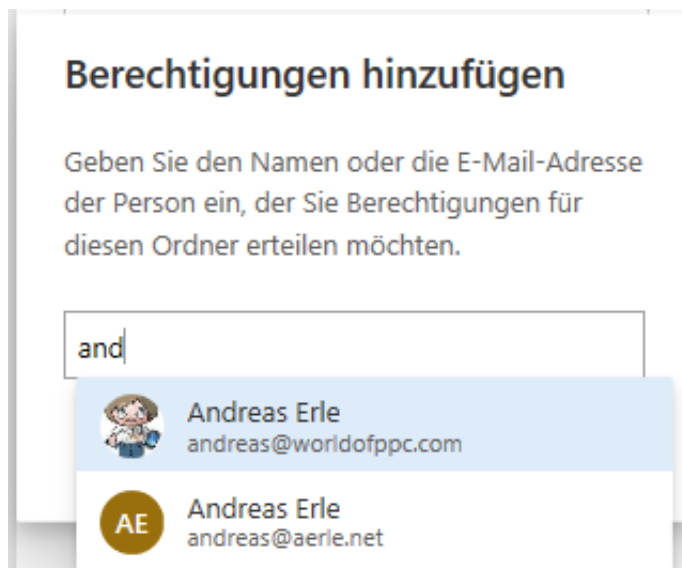 Berechtigungen hinzufügen
Geben Sie den Namen oder die E-Mail-Adresse
der Person ein, der Sie Berechtigungen für
diesen Ordner erteilen möchten.
and
Andreas Erle
andreas@worldofppc.com
AE
Andreas Erle
andreas@aerle.net